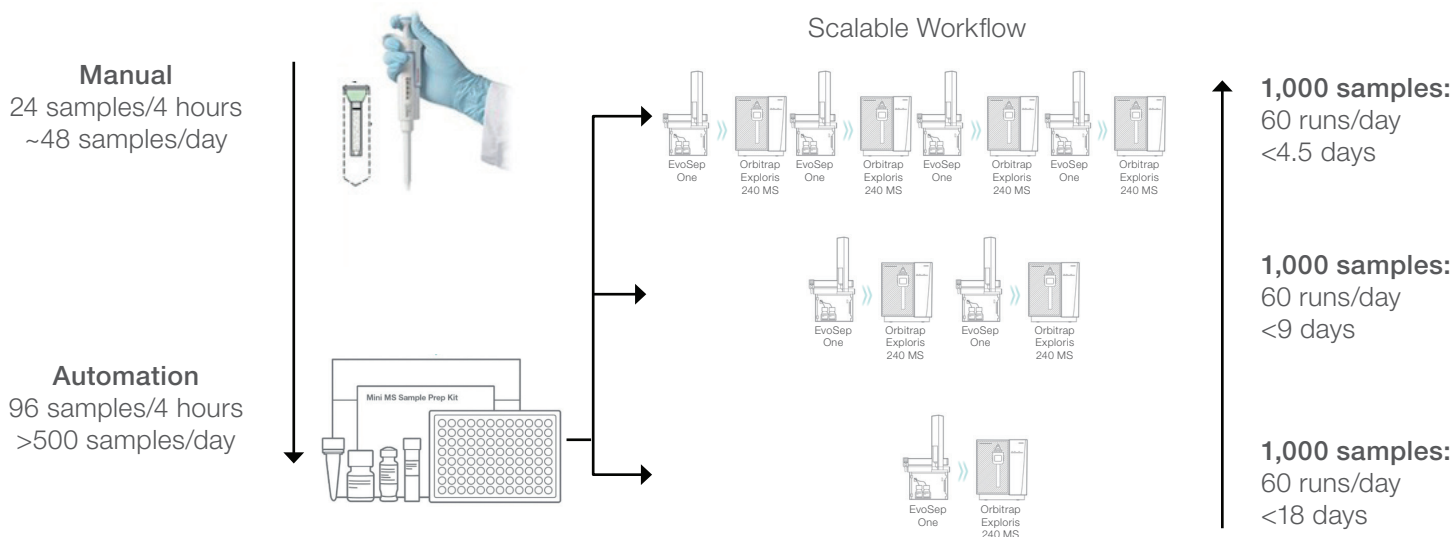 Scalable Workflow
Manual
24 samples/4 hours
~48 samples/day
EvoSep
One
Orbitrap
Exploris
240 MS
EvoSep
One
Orbitrap
Exploris
240 MS
EvoSep
One
Orbitrap
Exploris
240 MS
EvoSep
One
Orbitrap
Exploris
240 MS
1,000 samples:
60 runs/day
<4.5 days
EvoSep
One
Orbitrap
Exploris
240 MS
EvoSep
One
Orbitrap
Exploris
240 MS
1,000 samples:
60 runs/day
<9 days
Automation
96 samples/4 hours
>500 samples/day
Mini MS Sample Prep Kit
EvoSep
One
Orbitrap
Exploris
240 MS
1,000 samples:
60 runs/day
<18 days